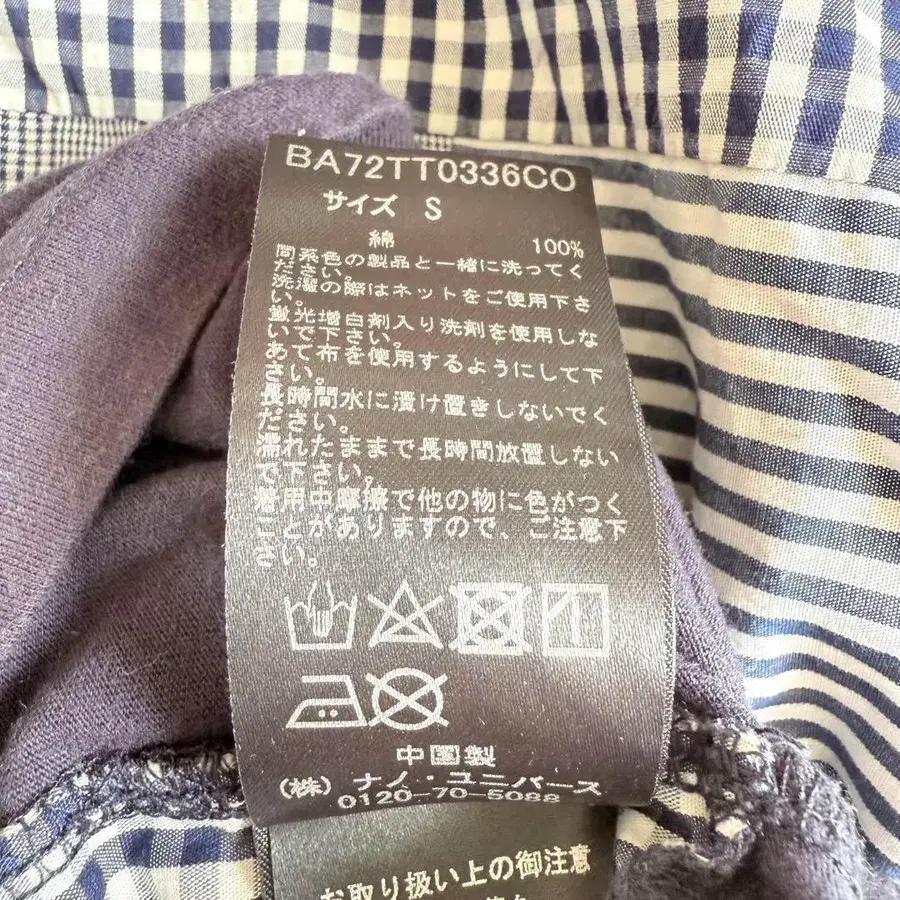 BA72TT0336CO
サイズ S
綿 100%
同系色の製品と一緒に洗ってく
ださい。
洗濯の際はネットをご使用下さ
い。
蛍光増白剤入り洗剤を使用しな
いで下さい。
あて布を使用するようにして下
さい。
長時間水に漬け置きしないでく
ださい。
濡れたままで長時間放置しない
で下さい。
着用中摩擦で他の物に色がつく
ことがありますので、ご注意下
さい。
中国製
(株) ナノ・ユニバース
0120-70-5088
お取り扱い上の御注意